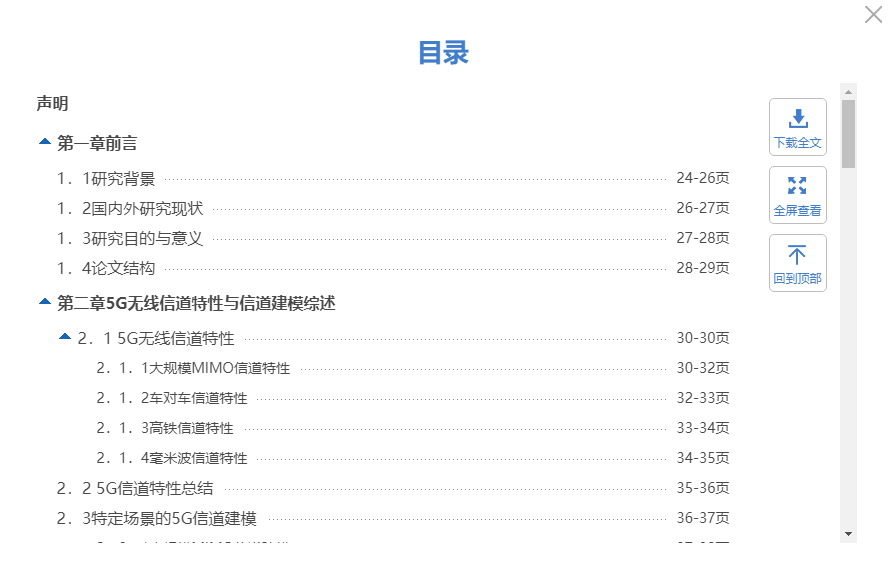 目录
声明
第一章前言
1．1研究背景 24-26页
1．2国内外研究现状 26-27页
1．3研究目的与意义 27-28页
1．4论文结构 28-29页
第二章5G无线信道特性与信道建模综述
2．1 5G无线信道特性 30-30页
2．1．1大规模MIMO信道特性 30-32页
2．1．2车对车信道特性 32-33页
2．1．3高铁信道特性 33-34页
2．1．4毫米波信道特性 34-35页
2．2 5G信道特性总结 35-36页
2．3特定场景的5G信道建模 36-37页
下载全文
全屏查看
回到顶部